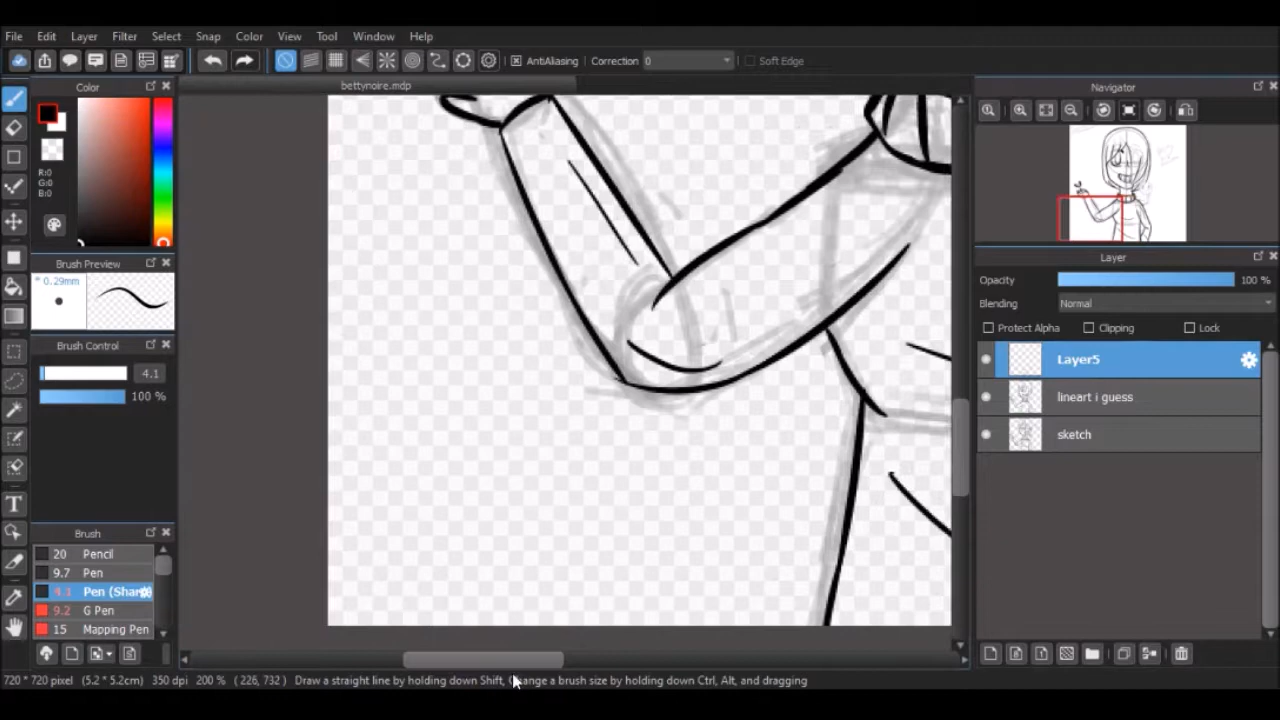 File Edit Layer Filter Select Snap Color View Tool Window Help
AntiAliasing Correction 0 Soft Edge
Color
bettynoire.mdp
Navigator
R:0
G:0
B:0
Brush Preview
* 0.29mm
Layer
Opacity 100 %
Blending Normal
Protect Alpha Clipping Lock
Brush Control
4.1
100 %
Layer5
lineart i guess
sketch
Brush
20 Pencil
9.7 Pen
4.1 Pen (Shar
9.2 G Pen
15 Mapping Pen
720 * 720 pixel (5.2 * 5.2cm) 350 dpi 200 % ( 226, 732 ) Draw a straight line by holding down Shift, Change a brush size by holding down Ctrl, Alt, and dragging